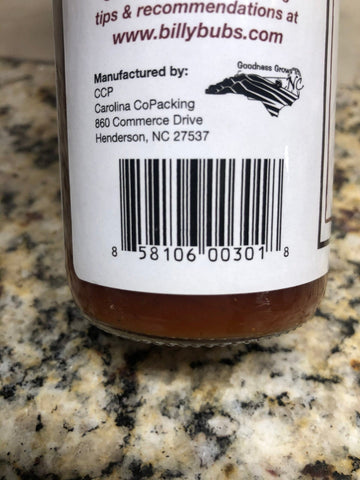 tips & recommendations at
www.billybubs.com
Manufactured by:
CCP
Carolina CoPacking
860 Commerce Drive
Henderson, NC 27537
Goodness Grows
NC
8 58106 00301 8